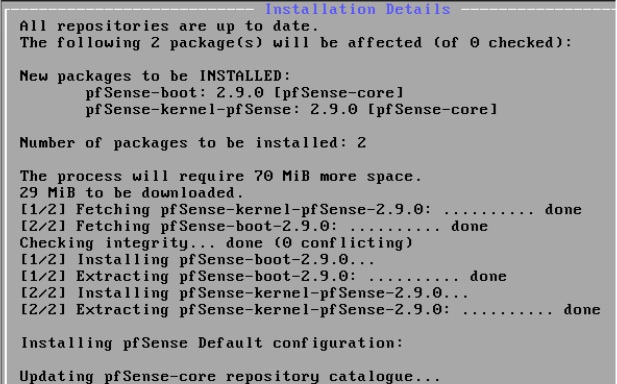 Installation Details
All repositories are up to date.
The following 2 package(s) will be affected (of 0 checked):
New packages to be INSTALLED:
pfSense-boot: 2.9.0 [pfSense-core]
pfSense-kernel-pfSense: 2.9.0 [pfSense-core]
Number of packages to be installed: 2
The process will require 70 MiB more space.
29 MiB to be downloaded.
[1/2] Fetching pfSense-kernel-pfSense-2.9.0: .......... done
[2/2] Fetching pfSense-boot-2.9.0: .......... done
Checking integrity... done (0 conflicting)
[1/2] Installing pfSense-boot-2.9.0...
[1/2] Extracting pfSense-boot-2.9.0: .......... done
[2/2] Installing pfSense-kernel-pfSense-2.9.0...
[2/2] Extracting pfSense-kernel-pfSense-2.9.0: .......... done
Installing pfSense Default configuration:
Updating pfSense-core repository catalogue...